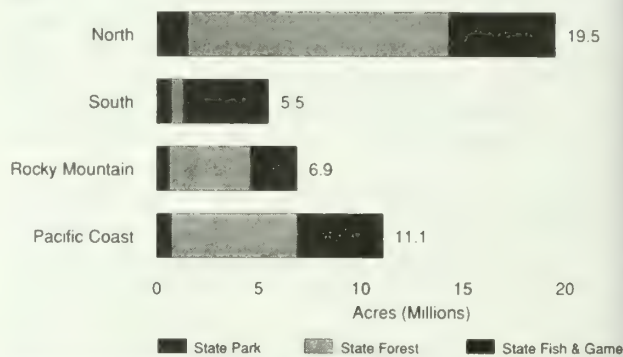 North 19.5
South 5 5
Rocky Mountain 6.9
Pacific Coast 11.1
0 5 10 15 20
Acres (Millions)
State Park State Forest State Fish & Game